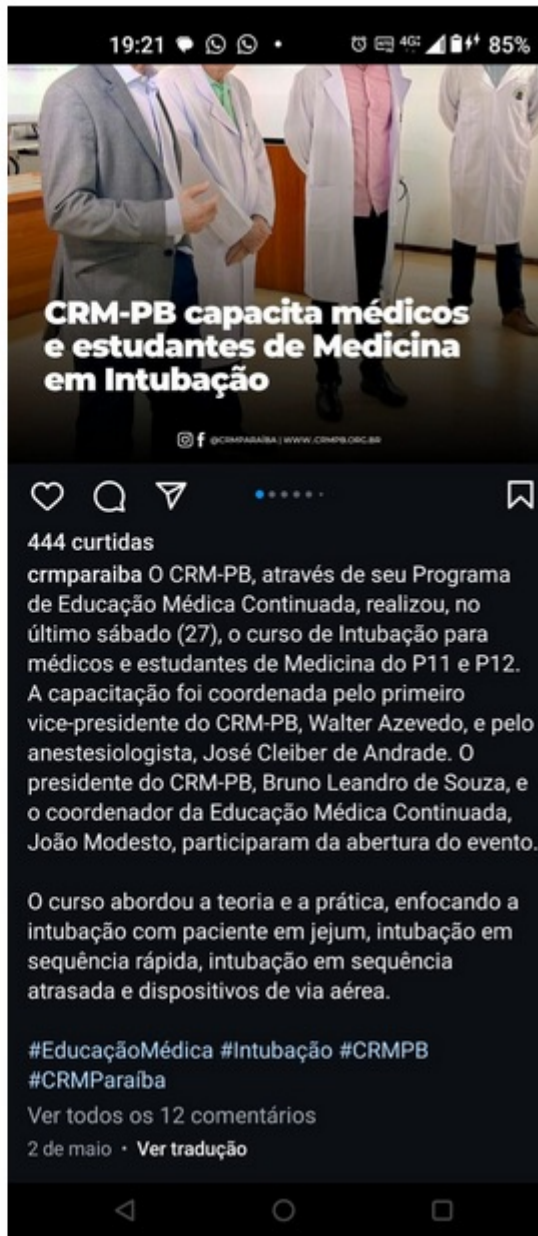 19:21
4G
85%
CRM-PB capacita médicos
e estudantes de Medicina
em Intubação
@CRMPARAÍBA | WWW.CRMPB.ORG.BR
444 curtidas
crmparaiba O CRM-PB, através de seu Programa
de Educação Médica Continuada, realizou, no
último sábado (27), o curso de Intubação para
médicos e estudantes de Medicina do P11 e P12.
A capacitação foi coordenada pelo primeiro
vice-presidente do CRM-PB, Walter Azevedo, e pelo
anestesiologista, José Cleiber de Andrade. O
presidente do CRM-PB, Bruno Leandro de Souza, e
o coordenador da Educação Médica Continuada,
João Modesto, participaram da abertura do evento.
O curso abordou a teoria e a prática, enfocando a
intubação com paciente em jejum, intubação em
sequência rápida, intubação em sequência
atrasada e dispositivos de via aérea.
#EducaçãoMédica #Intubação #CRMPB
#CRMParaíba
Ver todos os 12 comentários
2 de maio • Ver tradução